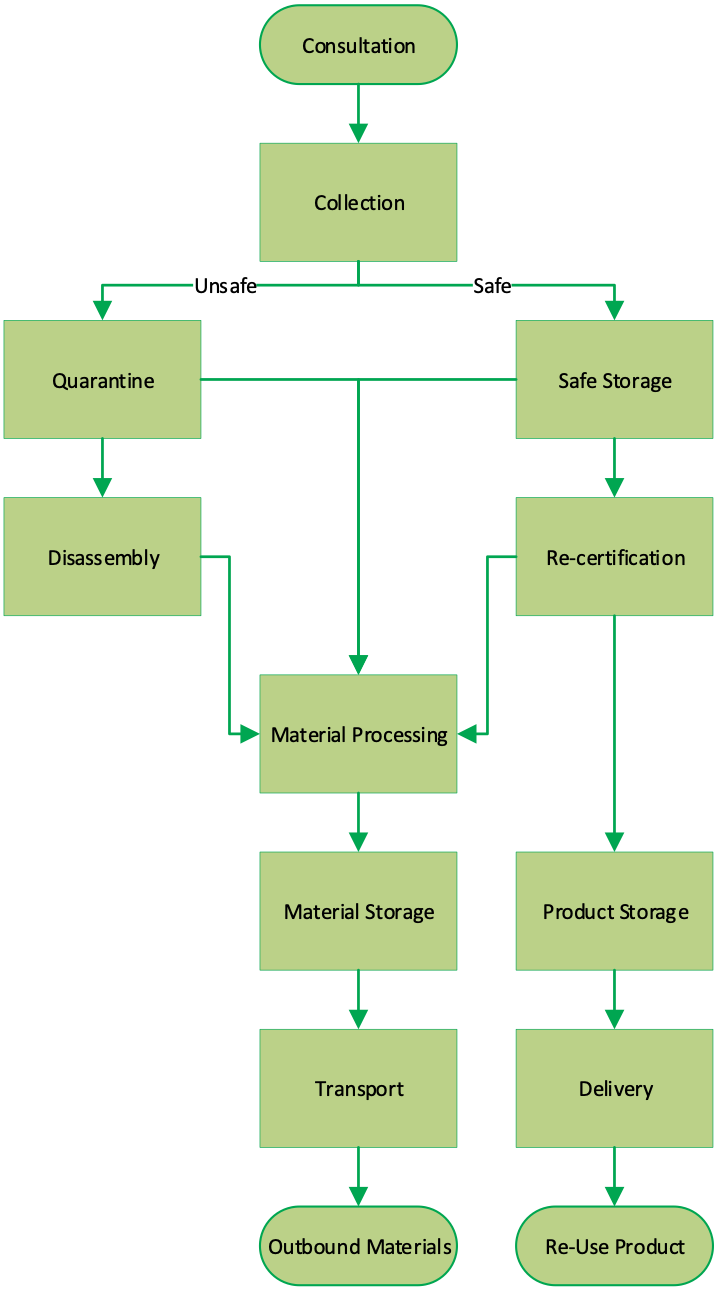 Consultation
Collection
Unsafe
Safe
Quarantine
Safe Storage
Disassembly
Re-certification
Material Processing
Material Storage
Product Storage
Transport
Delivery
Outbound Materials
Re-Use Product